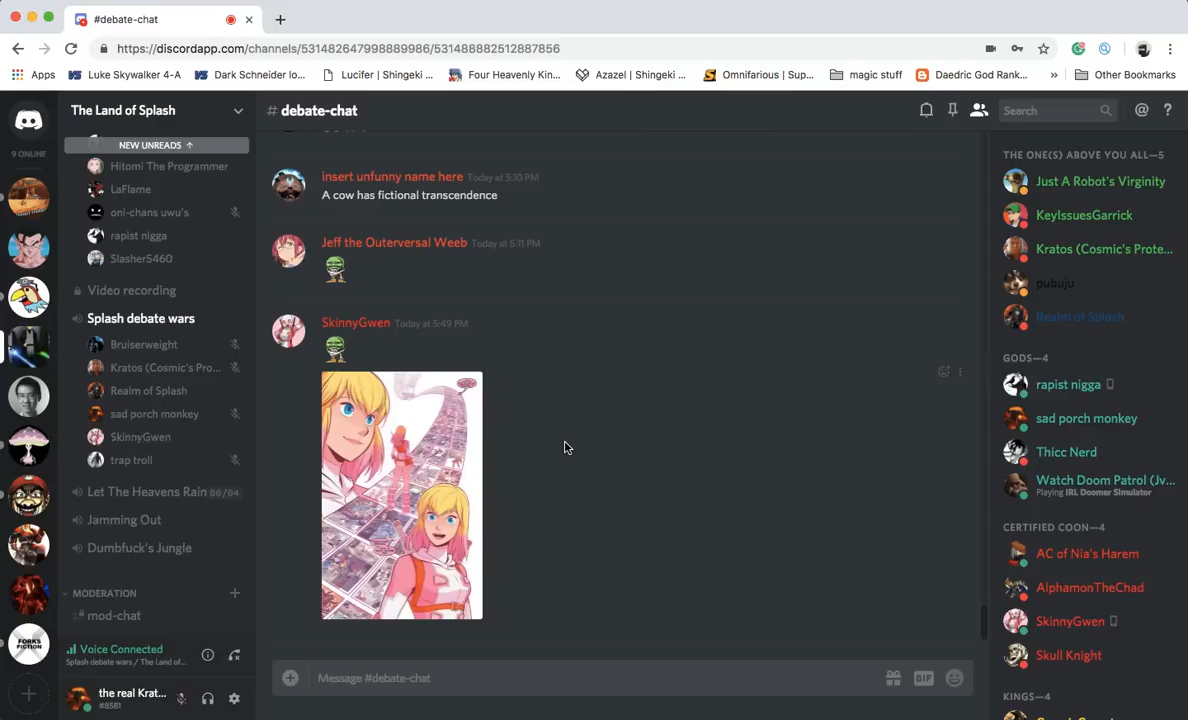 #debate-chat
https://discordapp.com/channels/531482647998889986/531488882512887856
Apps
Luke Skywalker 4-A
Dark Schneider lo...
Lucifer | Shingeki ...
Four Heavenly Kin...
Azazel | Shingeki ...
Omnifarious | Sup...
magic stuff
Daedric God Rank...
»
Other Bookmarks
9 ONLINE
The Land of Splash
NEW UNREADS ↑
Hitomi The Programmer
LaFlame
oni-chans uwu's
rapist nigga
Slasher5460
Video recording
Splash debate wars
Bruiserweight
Kratos (Cosmic's Pro...
Realm of Splash
sad porch monkey
SkinnyGwen
trap troll
Let The Heavens Rain 00/04
Jamming Out
Dumbfuck's Jungle
MODERATION
mod-chat
Voice Connected
Splash debate wars / The Land of...
the real Krat...
#8581
FORKS
FICTION
# debate-chat
Search
insert unfunny name here Today at 5:10 PM
A cow has fictional transcendence
Jeff the Outerversal Weeb Today at 5:11 PM
SkinnyGwen Today at 5:49 PM
Message #debate-chat
GIF
THE ONE(S) ABOVE YOU ALL—5
Just A Robot's Virginity
KeyIssuesGarrick
Kratos (Cosmic's Prote...
pubuju
Realm of Splash
GODS—4
rapist nigga
sad porch monkey
Thicc Nerd
Watch Doom Patrol (Jv...
Playing IRL Doomer Simulator
CERTIFIED COON—4
AC of Nia's Harem
AlphamonTheChad
SkinnyGwen
Skull Knight
KINGS—4